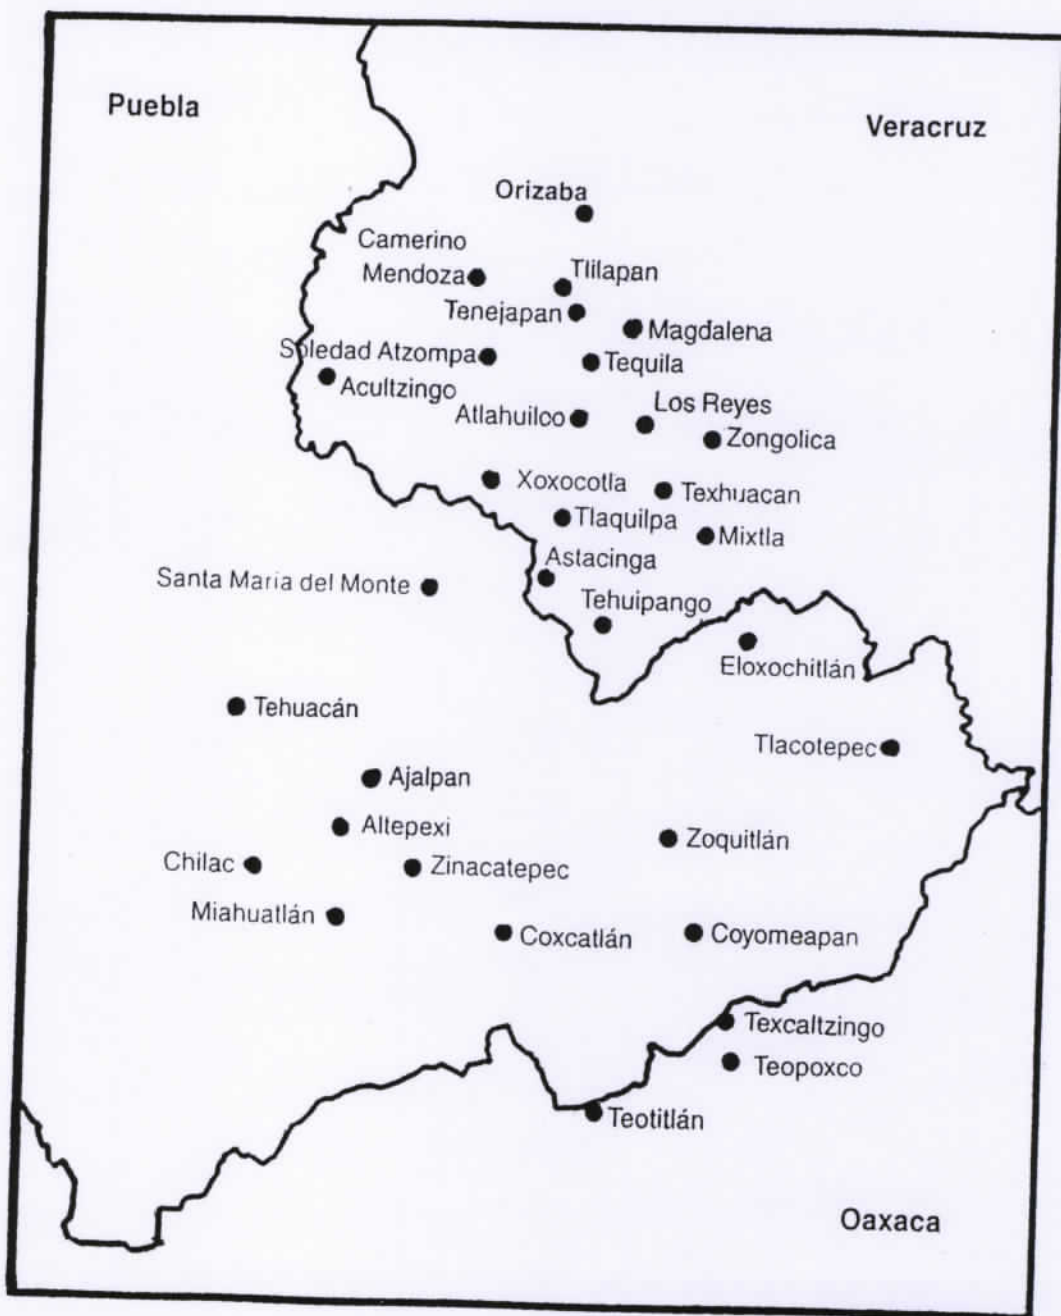 Puebla
Veracruz
Orizaba
Camerino
Mendoza
Tlilapan
Tenejapan
Magdalena
Soledad Atzompa
Tequila
Acultzingo
Los Reyes
Atlahuilco
Zongolica
Xoxocotla
Texhuacan
Tlaquilpa
Mixtla
Astacinga
Santa Maria del Monte
Tehuipango
Eloxochitlán
Tehuacán
Tlacotepec
Ajalpan
Altepexi
Zoquitlán
Chilac
Zinacatepec
Miahuatlán
Coxcatlán
Coyomeapan
Texcaltzingo
Teopoxco
Teotitlán
Oaxaca